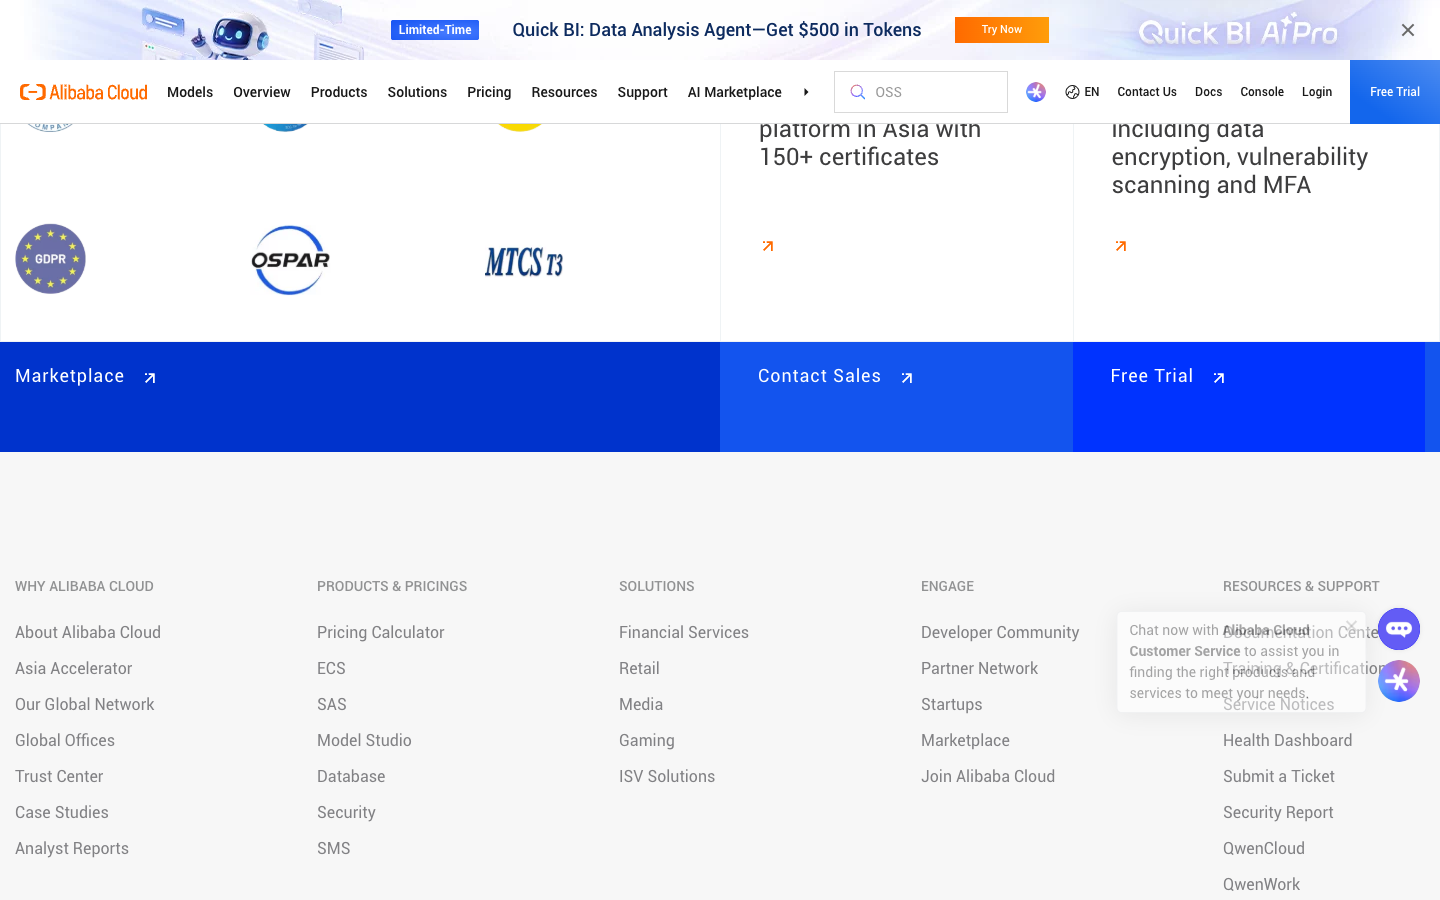 Limited-Time
Quick BI: Data Analysis Agent—Get $500 in Tokens
Try Now
Quick BI AI Pro
Alibaba Cloud
Models
Overview
Products
Solutions
Pricing
Resources
Support
AI Marketplace
OSS
EN
Contact Us
Docs
Console
Login
Free Trial
platform in Asia with
150+ certificates
including data
encryption, vulnerability
scanning and MFA
GDPR
OSPAR
MTCS T3
Marketplace
Contact Sales
Free Trial
WHY ALIBABA CLOUD
About Alibaba Cloud
Asia Accelerator
Our Global Network
Global Offices
Trust Center
Case Studies
Analyst Reports
PRODUCTS & PRICINGS
Pricing Calculator
ECS
SAS
Model Studio
Database
Security
SMS
SOLUTIONS
Financial Services
Retail
Media
Gaming
ISV Solutions
ENGAGE
Developer Community
Partner Network
Startups
Marketplace
Join Alibaba Cloud
RESOURCES & SUPPORT
Training & Certification
Service Notices
Health Dashboard
Submit a Ticket
Security Report
QwenCloud
QwenWork
Chat now with Alibaba Cloud
Customer Service to assist you in
finding the right products and
services to meet your needs.